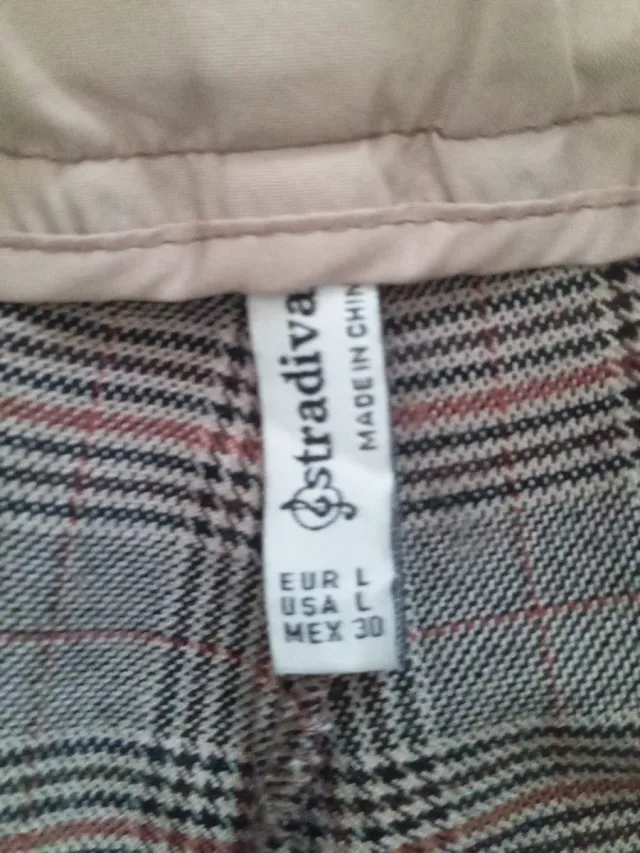 stradiva
MADE IN CHIN
EUR L
USA L
MEX 30